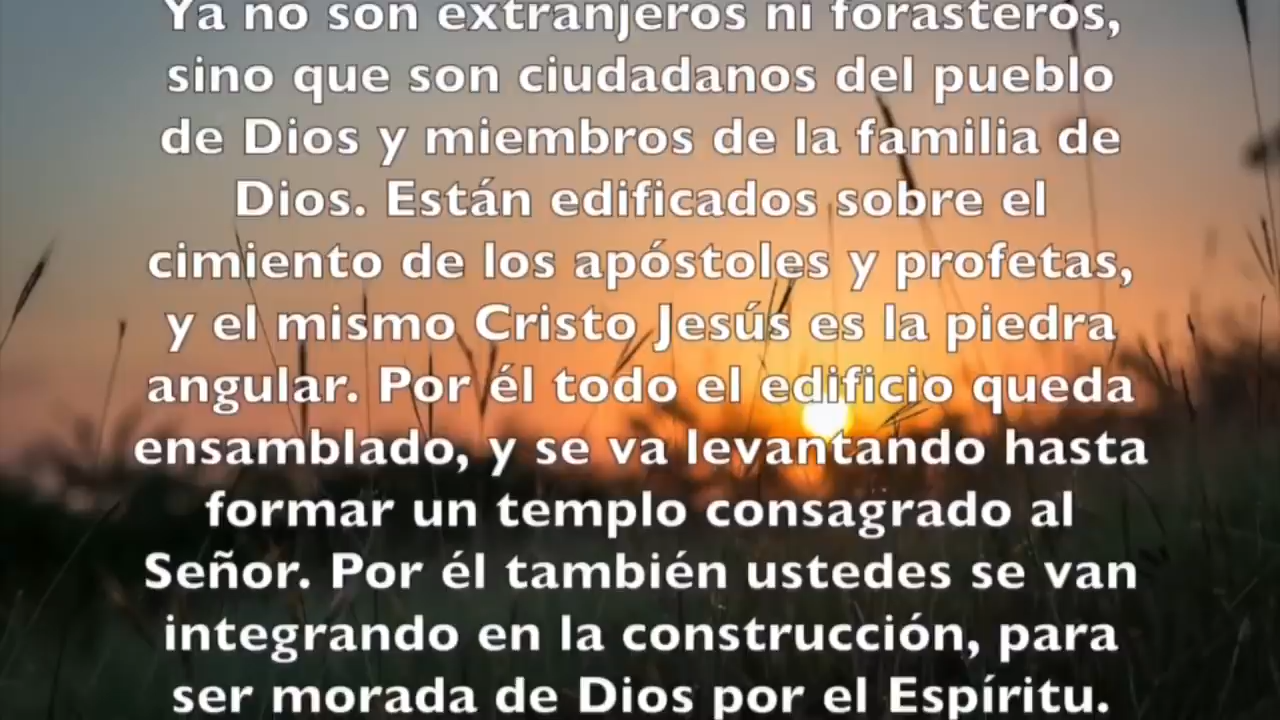 Ya no son extranjeros ni forasteros,
sino que son ciudadanos del pueblo
de Dios y miembros de la familia de
Dios. Están edificados sobre el
cimiento de los apóstoles y profetas,
y el mismo Cristo Jesús es la piedra
angular. Por él todo el edificio queda
ensamblado, y se va levantando hasta
formar un templo consagrado al
Señor. Por él también ustedes se van
integrando en la construcción, para
ser morada de Dios por el Espíritu.